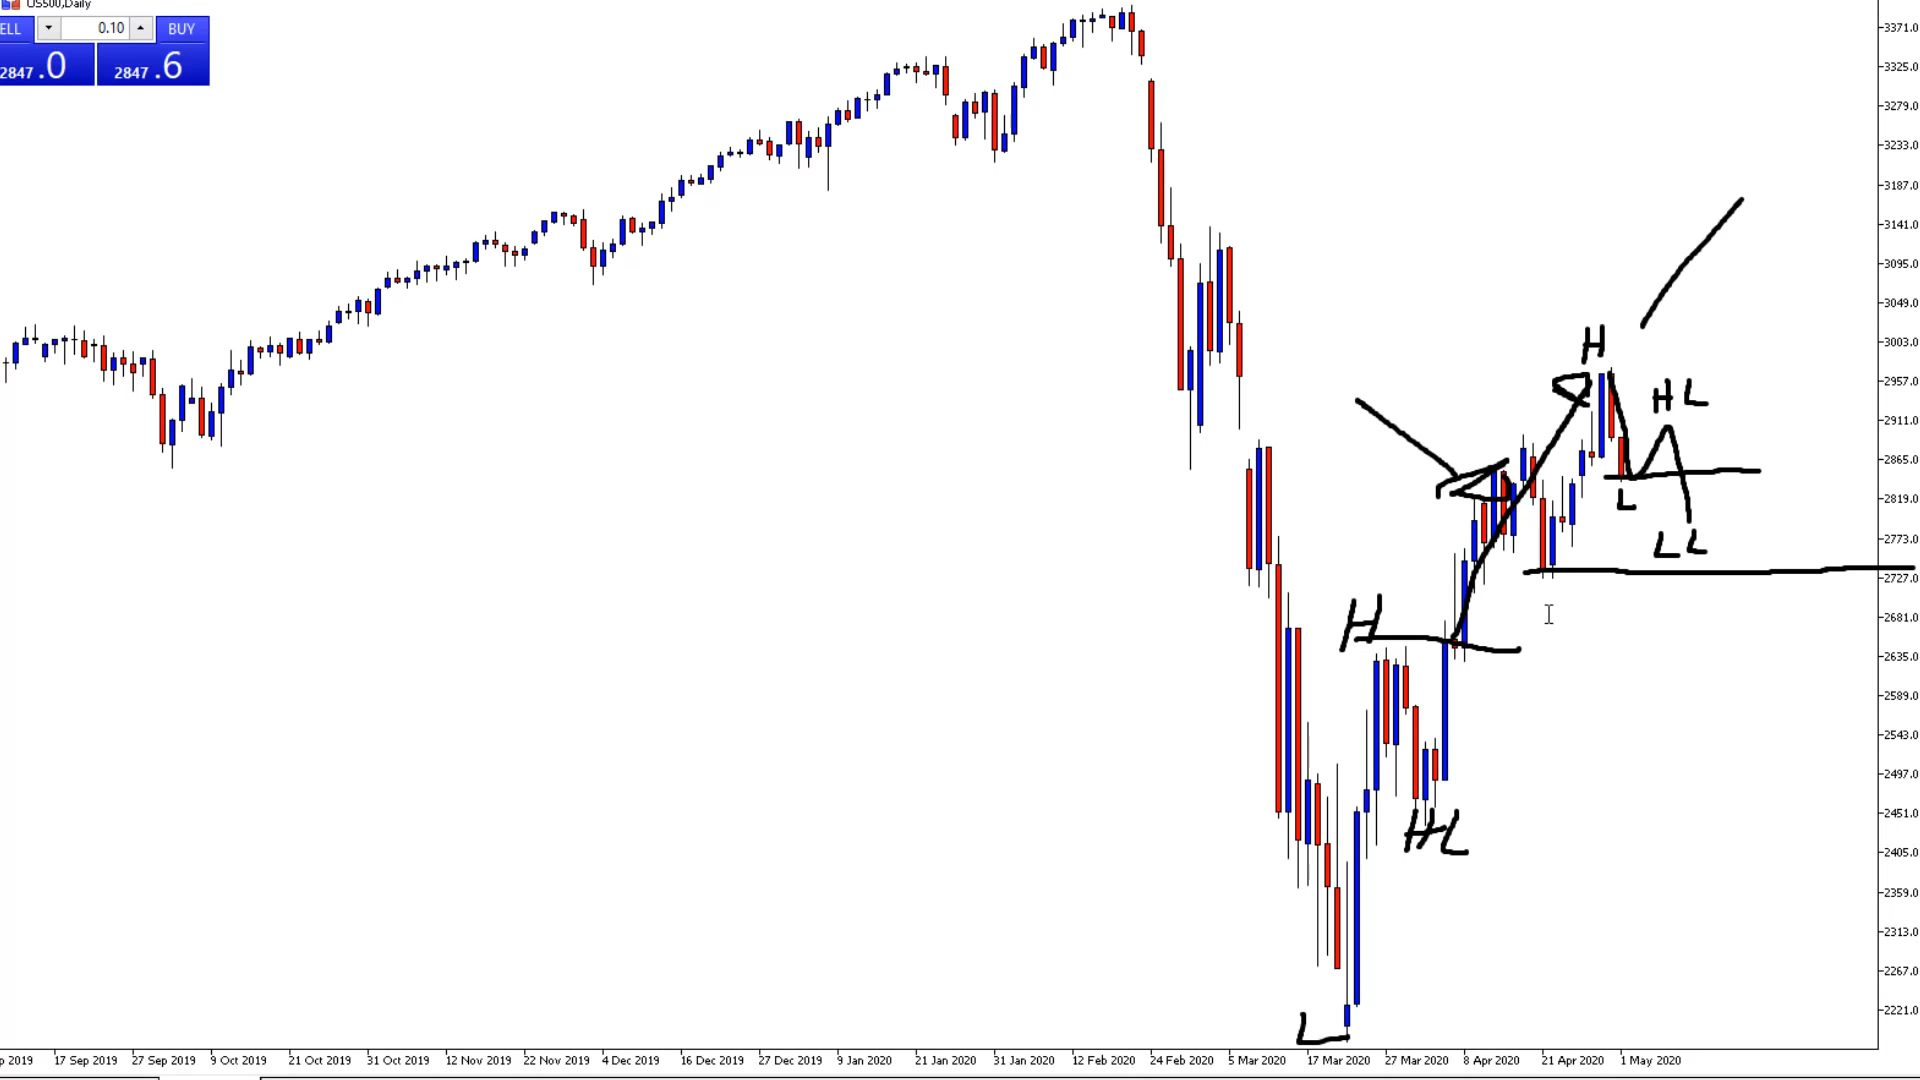 US500,Daily
SELL 0.10 BUY
2847.0 2847.6
3371.0
3325.0
3279.0
3233.0
3187.0
3141.0
3095.0
3049.0
3003.0
2957.0
2911.0
2865.0
2819.0
2773.0
2727.0
2681.0
2635.0
2589.0
2543.0
2497.0
2451.0
2405.0
2359.0
2313.0
2267.0
2221.0
H
H L
L
L L
H
HL
L
p 2019 17 Sep 2019 27 Sep 2019 9 Oct 2019 21 Oct 2019 31 Oct 2019 12 Nov 2019 22 Nov 2019 4 Dec 2019 16 Dec 2019 27 Dec 2019 9 Jan 2020 21 Jan 2020 31 Jan 2020 12 Feb 2020 24 Feb 2020 5 Mar 2020 17 Mar 2020 27 Mar 2020 8 Apr 2020 21 Apr 2020 1 May 2020